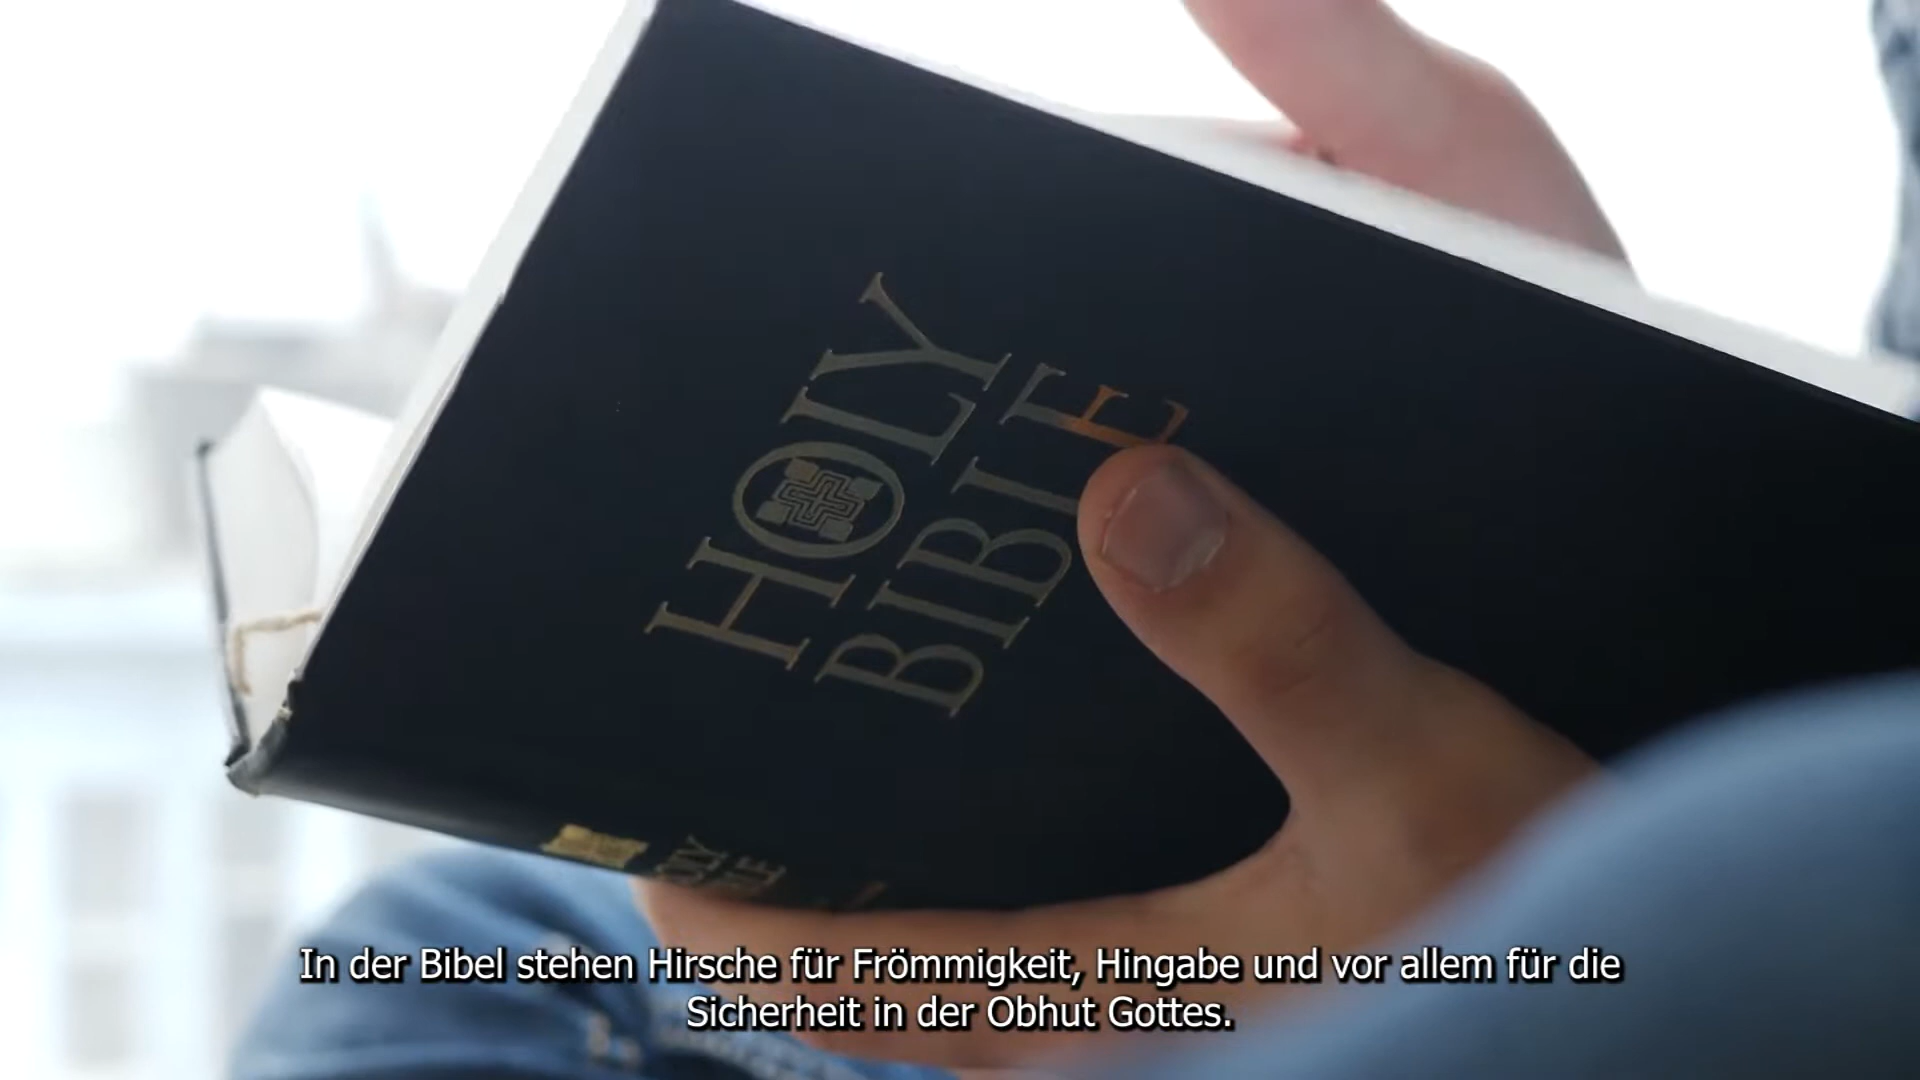 HOLY
BIBLE
In der Bibel stehen Hirsche für Frömmigkeit, Hingabe und vor allem für die
Sicherheit in der Obhut Gottes.